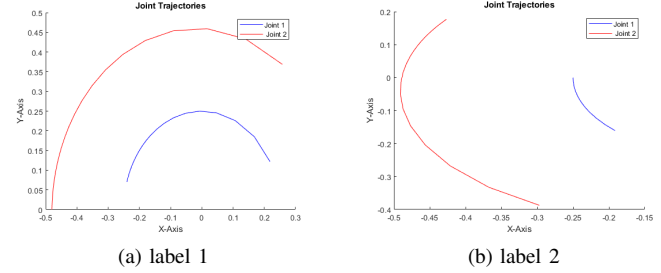 Joint Trajectories
0.5
0.45
0.4
0.35
0.3
0.25
0.2
0.15
0.1
0.05
0
Y-Axis
Joint 1
Joint 2
-0.5 -0.4 -0.3 -0.2 -0.1 0 0.1 0.2 0.3
X-Axis
(a) label 1
Joint Trajectories
0.2
0.1
0
-0.1
-0.2
-0.3
-0.4
Y-Axis
Joint 1
Joint 2
-0.5 -0.45 -0.4 -0.35 -0.3 -0.25 -0.2 -0.15
X-Axis
(b) label 2